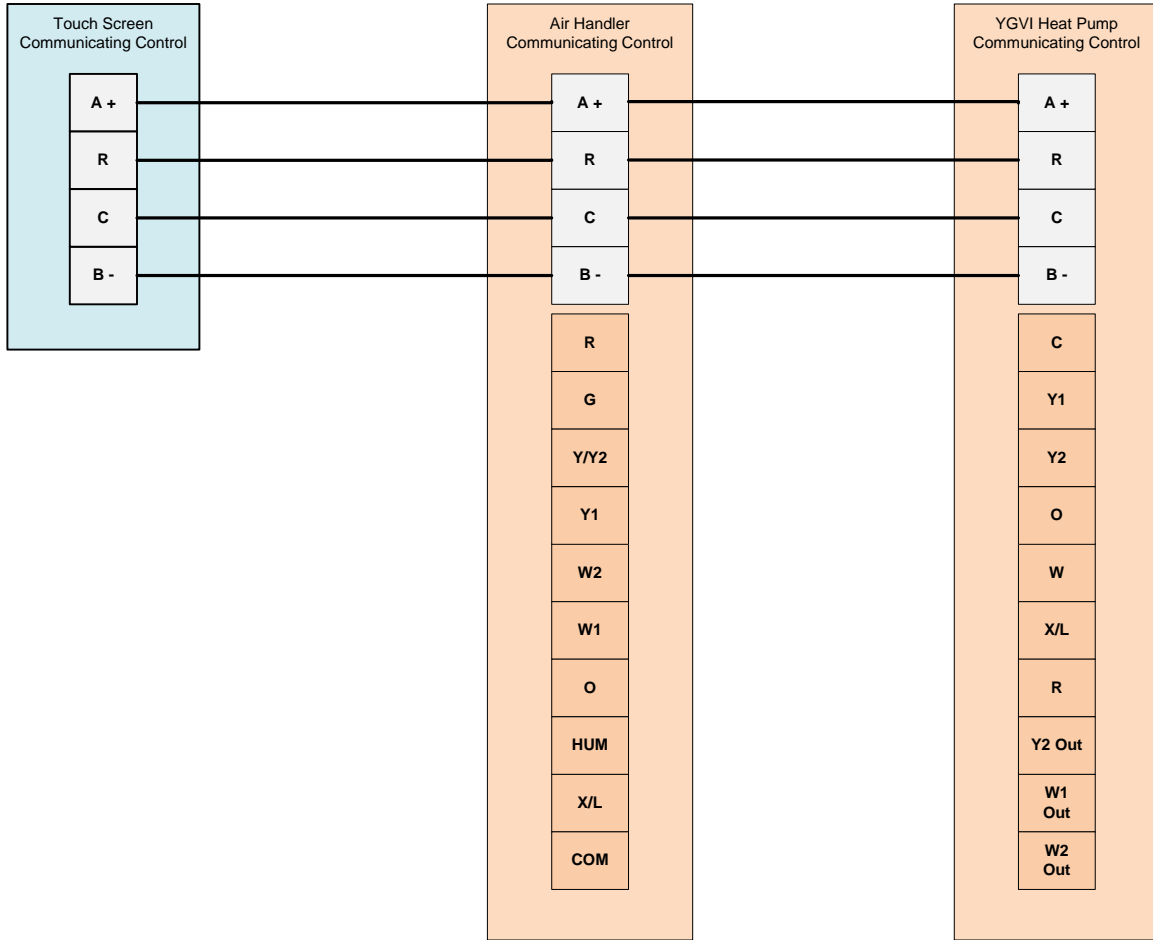 Touch Screen
Communicating Control
A +
R
C
B -
Air Handler
Communicating Control
A +
R
C
B -
R
G
Y/Y2
Y1
W2
W1
O
HUM
X/L
COM
YGVI Heat Pump
Communicating Control
A +
R
C
B -
C
Y1
Y2
O
W
X/L
R
Y2 Out
W1
Out
W2
Out